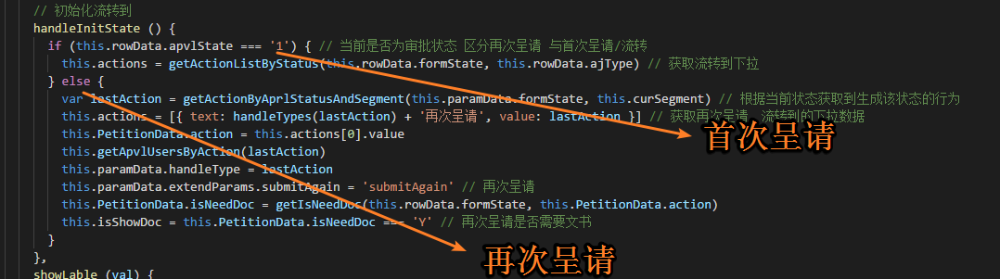 // 初始化流转到
handleInitState () {
if (this.rowData.apvlState === '1') { // 当前是否为审批状态 区分再次呈请 与首次呈请/流转
this.actions = getActionListByStatus(this.rowData.formState, this.rowData.ajType) // 获取流转到下拉
} else {
var lastAction = getActionByAprlStatusAndSegment(this.paramData.formState, this.curSegment) // 根据当前状态获取到生成该状态的行为
this.actions = [{ text: handleTypes(lastAction) + '再次呈请', value: lastAction }] // 获取再次呈请 流转到的下拉数据
this.PetitionData.action = this.actions[0].value
首次呈请
this.getApvlUsersByAction(lastAction)
this.paramData.handleType = lastAction
this.paramData.extendParams.submitAgain = 'submitAgain' // 再次呈请
this.PetitionData.isNeedDoc = getIsNeedDoc(this.rowData.formState, this.PetitionData.action)
this.isShowDoc = this.PetitionData.isNeedDoc === 'Y' // 再次呈请是否需要文书
}
再次呈请
},
showLable (val) {